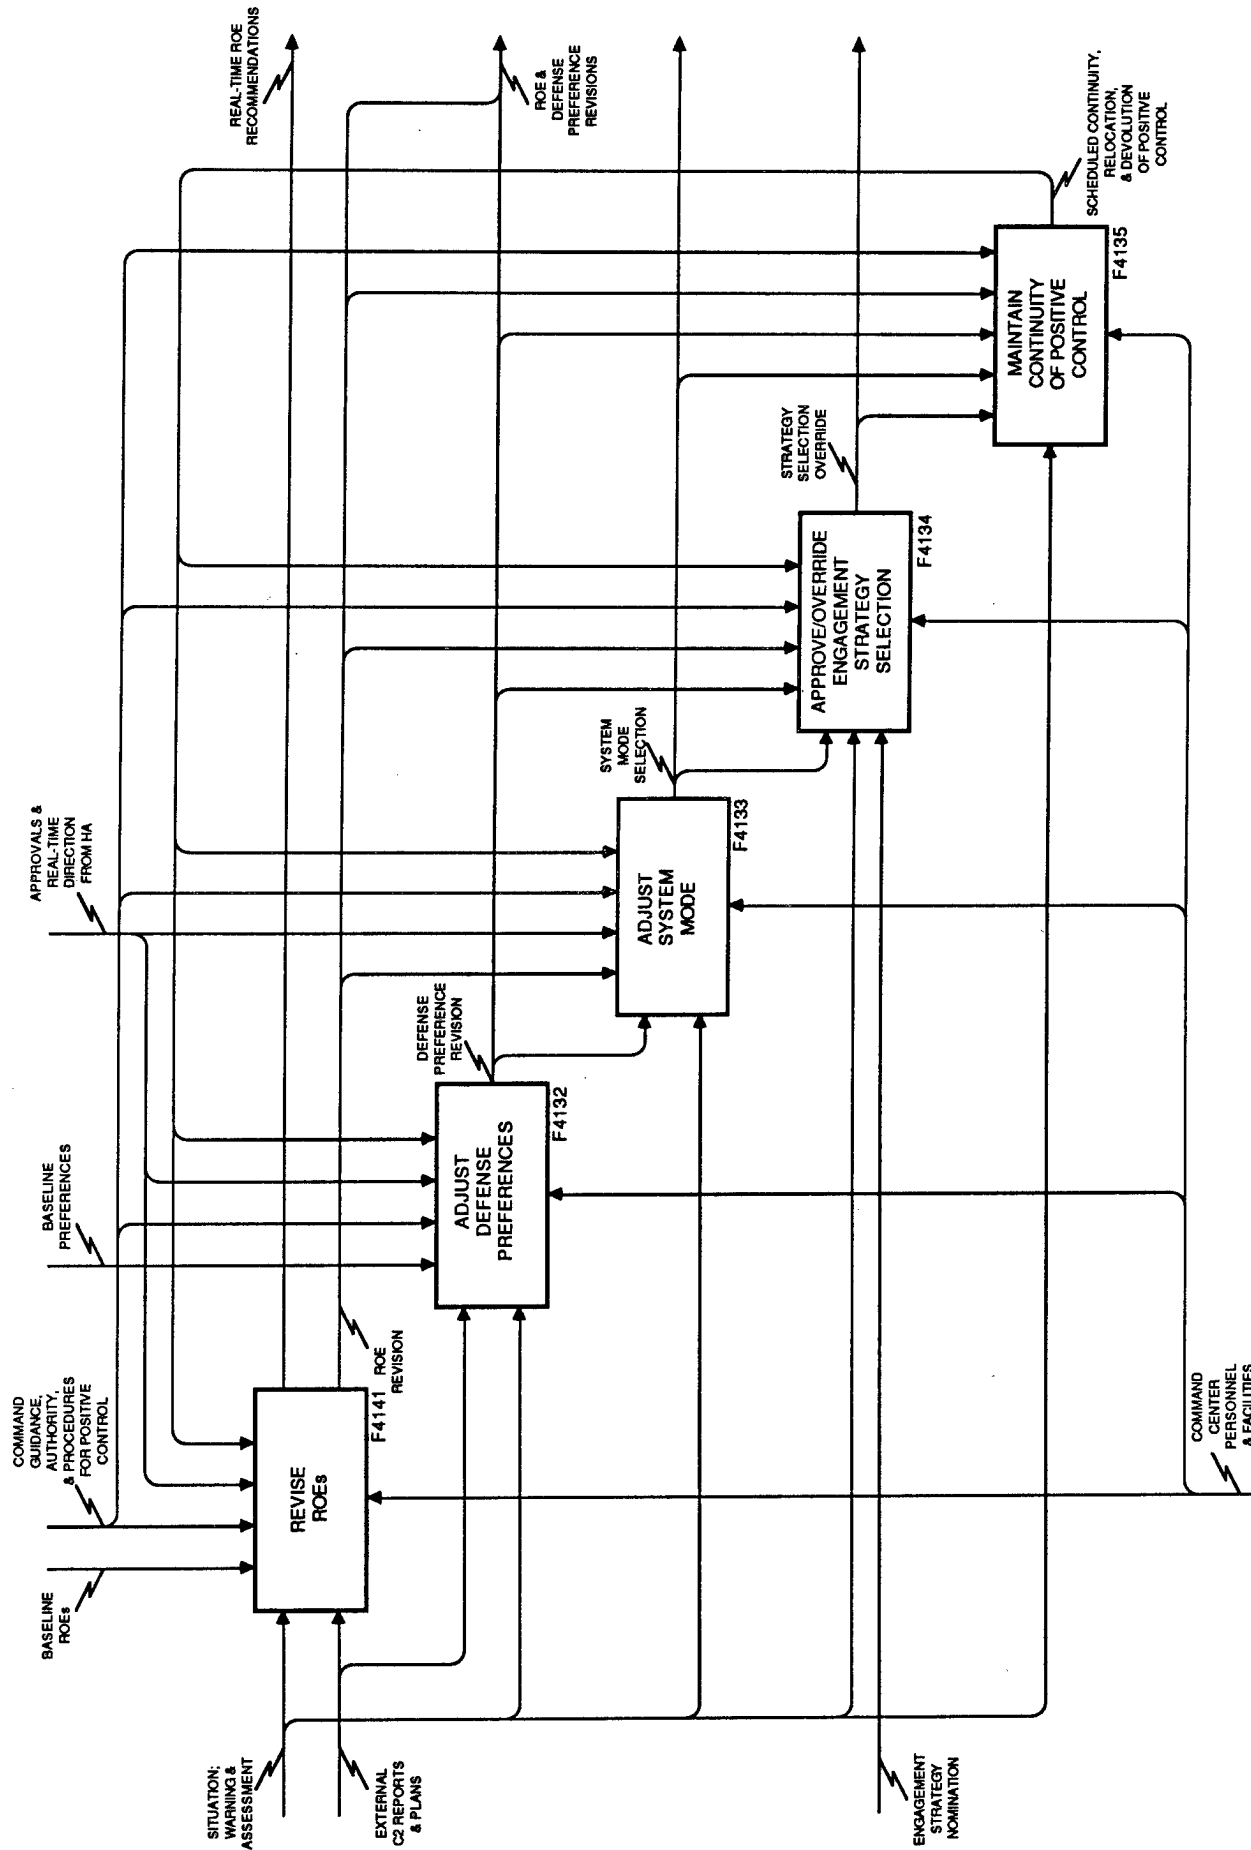 BASELINE
ROEs
COMMAND
GUIDANCE,
AUTHORITY,
& PROCEDURES
FOR POSITIVE
CONTROL
BASELINE
PREFERENCES
APPROVALS &
REAL-TIME
DIRECTION
FROM HA
REAL-TIME ROE
RECOMMENDATIONS
SITUATION;
WARNING &
ASSESSMENT
EXTERNAL
C2 REPORTS
& PLANS
REVISE
ROEs
F4141
ROE
REVISION
ADJUST
DEFENSE
PREFERENCES
F4132
DEFENSE
PREFERENCE
REVISION
ROE &
DEFENSE
PREFERENCE
REVISIONS
ADJUST
SYSTEM
MODE
F4133
SYSTEM
MODE
SELECTION
APPROVE/OVERRIDE
ENGAGEMENT
STRATEGY
SELECTION
F4134
STRATEGY
SELECTION
OVERRIDE
MAINTAIN
CONTINUITY
OF POSITIVE
CONTROL
F4135
SCHEDULED CONTINUITY,
RELOCATION,
& DEVOLUTION
OF POSITIVE
CONTROL
ENGAGEMENT
STRATEGY
NOMINATION
COMMAND
CENTER
PERSONNEL
& FACILITIES